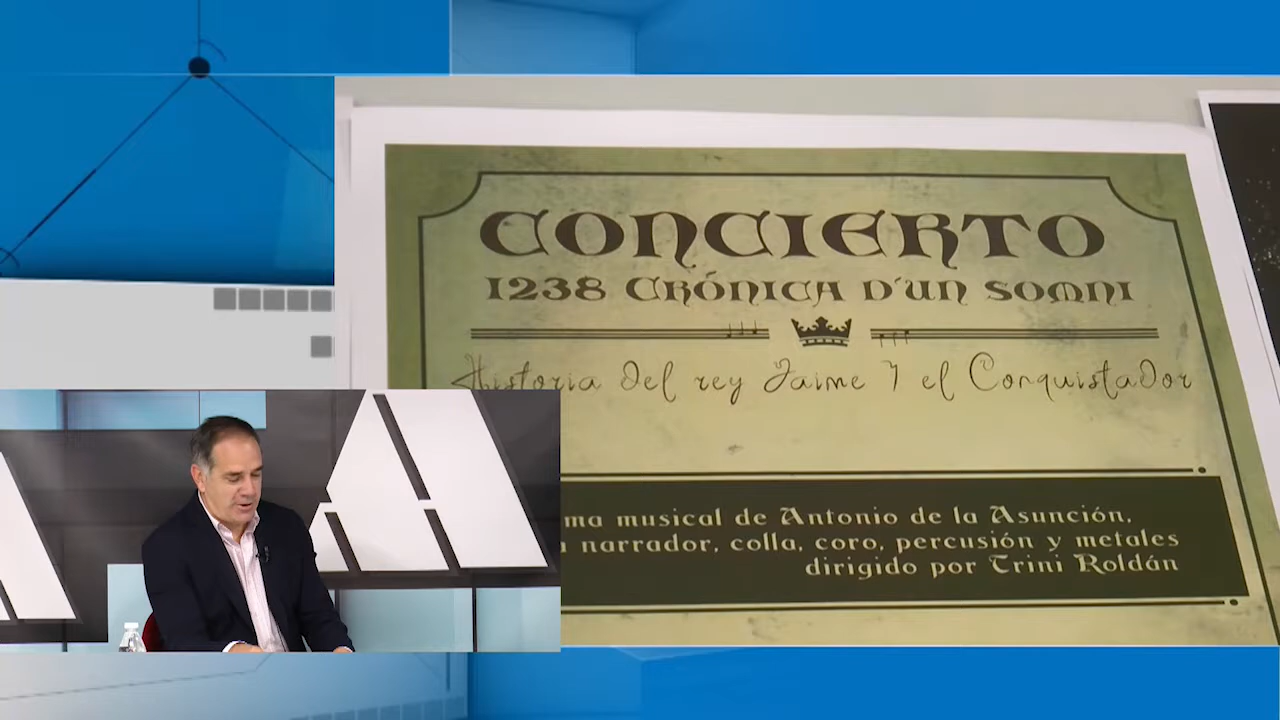 CONCIERTO
1238 CRÓNICA D'UN SOMNI
Historia del rey Jaime I el Conquistador
musical de Antonio de la Asunción,
narrador, colla, coro, percusión y metales
dirigido por Trini Roldán